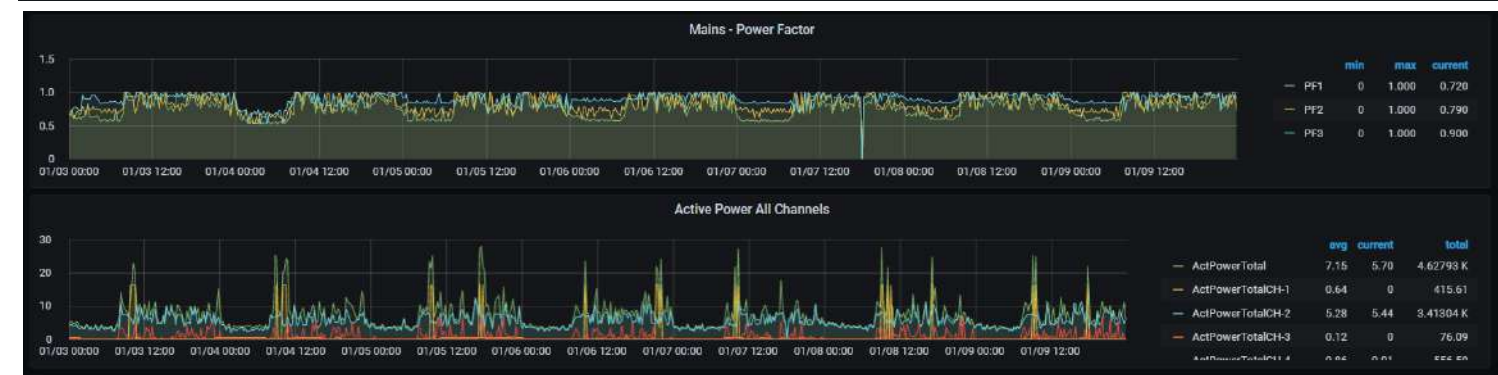 Mains - Power Factor
1.5
1.0
0.5
0
01/03 00:00 01/03 12:00 01/04 00:00 01/04 12:00 01/05 00:00 01/05 12:00 01/06 00:00 01/06 12:00 01/07 00:00 01/07 12:00 01/08 00:00 01/08 12:00 01/09 00:00 01/09 12:00
min max current
PF1 0 1.000 0.720
PF2 0 1.000 0.790
PF3 0 1.000 0.900
Active Power All Channels
30
20
10
0
01/03 00:00 01/03 12:00 01/04 00:00 01/04 12:00 01/05 00:00 01/05 12:00 01/06 00:00 01/06 12:00 01/07 00:00 01/07 12:00 01/08 00:00 01/08 12:00 01/09 00:00 01/09 12:00
avg current total
ActPowerTotal 7.15 5.70 4.62793 K
ActPowerTotalCH-1 0.64 0 415.61
ActPowerTotalCH-2 5.28 5.44 3.41304 K
ActPowerTotalCH-3 0.12 0 76.09